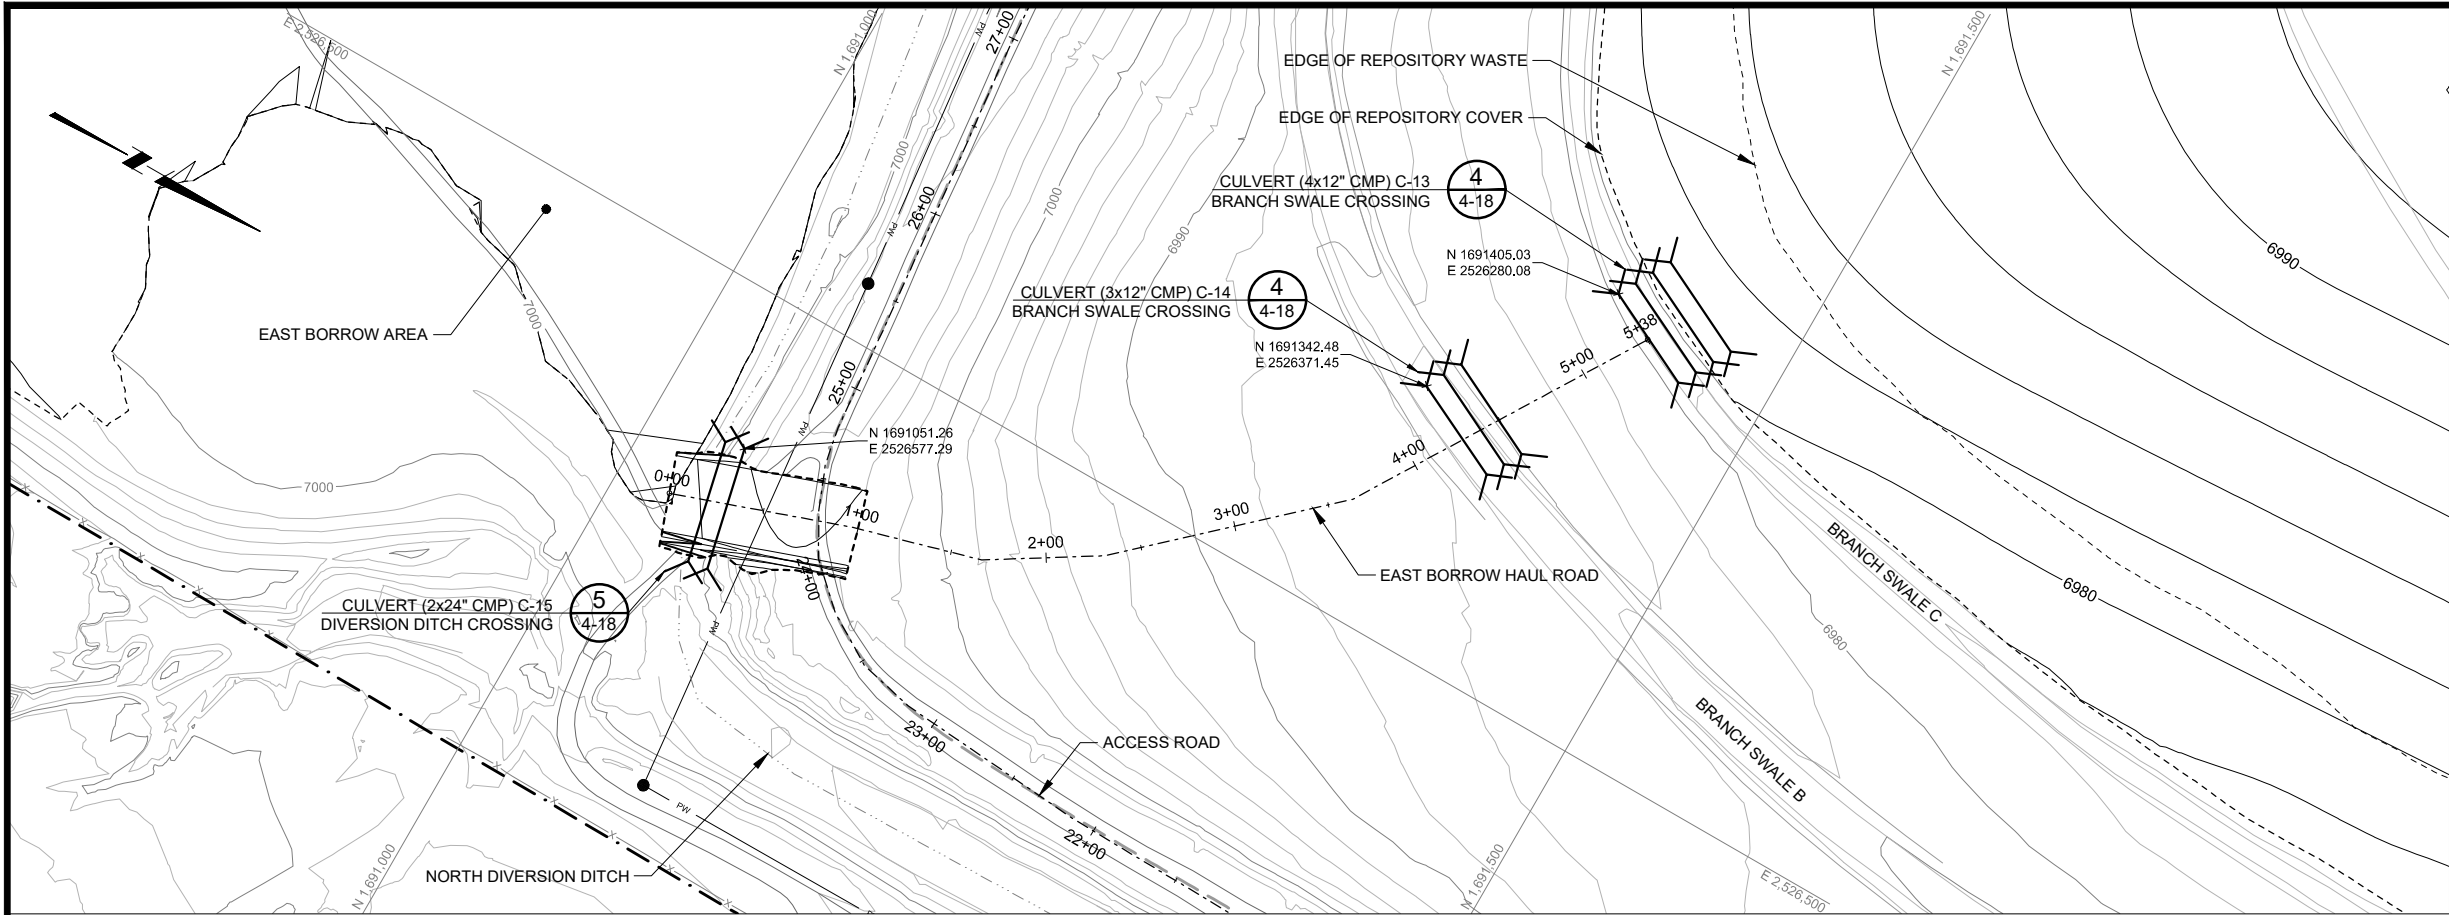 E 2,526,500
N 1,691,000
PW
27+00
N 1,691,500
EDGE OF REPOSITORY WASTE
EDGE OF REPOSITORY COVER
7000
26+00
PW
7000
6990
CULVERT (4x12" CMP) C-13
BRANCH SWALE CROSSING
4
4-18
N 1691405.03
E 2526280.08
6990
CULVERT (3x12" CMP) C-14
BRANCH SWALE CROSSING
4
4-18
N 1691342.48
E 2526371.45
5+38
5+00
EAST BORROW AREA
7000
25+00
PW
N 1691051.26
E 2526577.29
4+00
7000
0+00
1+00
3+00
2+00
EAST BORROW HAUL ROAD
24+00
CULVERT (2x24" CMP) C-15
DIVERSION DITCH CROSSING
5
4-18
PW
BRANCH SWALE C
6980
6980
BRANCH SWALE B
23+00
ACCESS ROAD
PW
22+00
NORTH DIVERSION DITCH
N 1,691,000
N 1,691,500
E 2,526,500